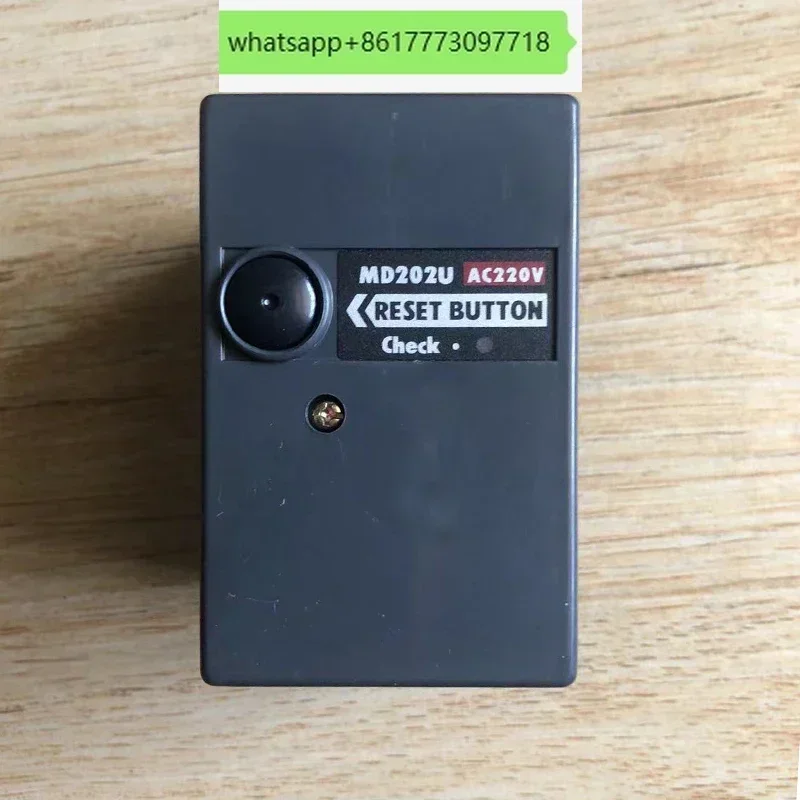 whatsapp+8617773097718
MD202U AC220V
RESET BUTTON
Check